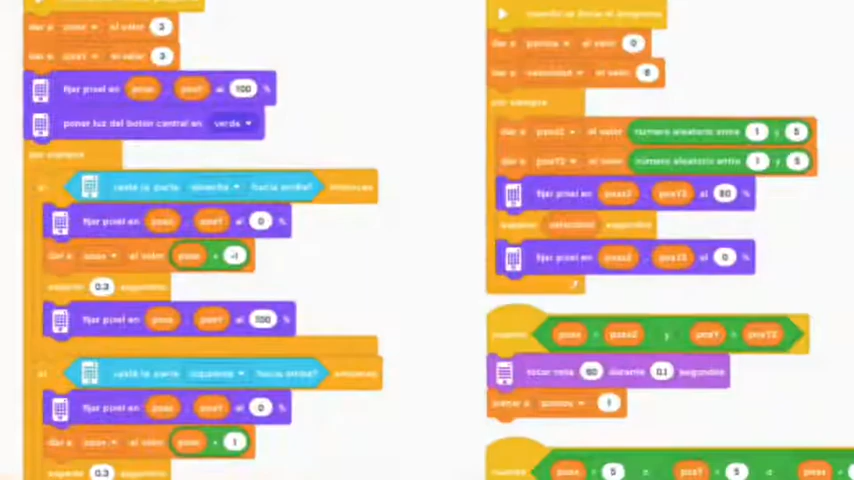 dar a posx al valor 3
dar a posY al valor 3
fijar pixel en posx , posY al 100 %
poner luz del botón central en verde
por siempre
si ¿está la parte derecha hacia arriba? entonces
fijar pixel en posx , posY al 0 %
dar a posx al valor posx + -1
esperar 0.3 segundos
fijar pixel en posx , posY al 100 %
si ¿está la parte izquierda hacia arriba? entonces
fijar pixel en posx , posY al 0 %
dar a posx al valor posx + 1
esperar 0.3 segundos
cuando se inicia el programa
dar a puntos al valor 0
dar a velocidad al valor
por siempre
dar a posx2 al valor número aleatorio entre 1 y 5
dar a posY2 al valor número aleatorio entre 1 y 5
fijar pixel en posx2 , posY2 al %
esperar velocidad segundos
fijar pixel en posx2 , posY2 al 0 %
cuando posx = posx2 y posY = posY2
tocar nota 60 durante 0.1 segundos
puntos 1
cuando posx 5 o posY 5 o posx